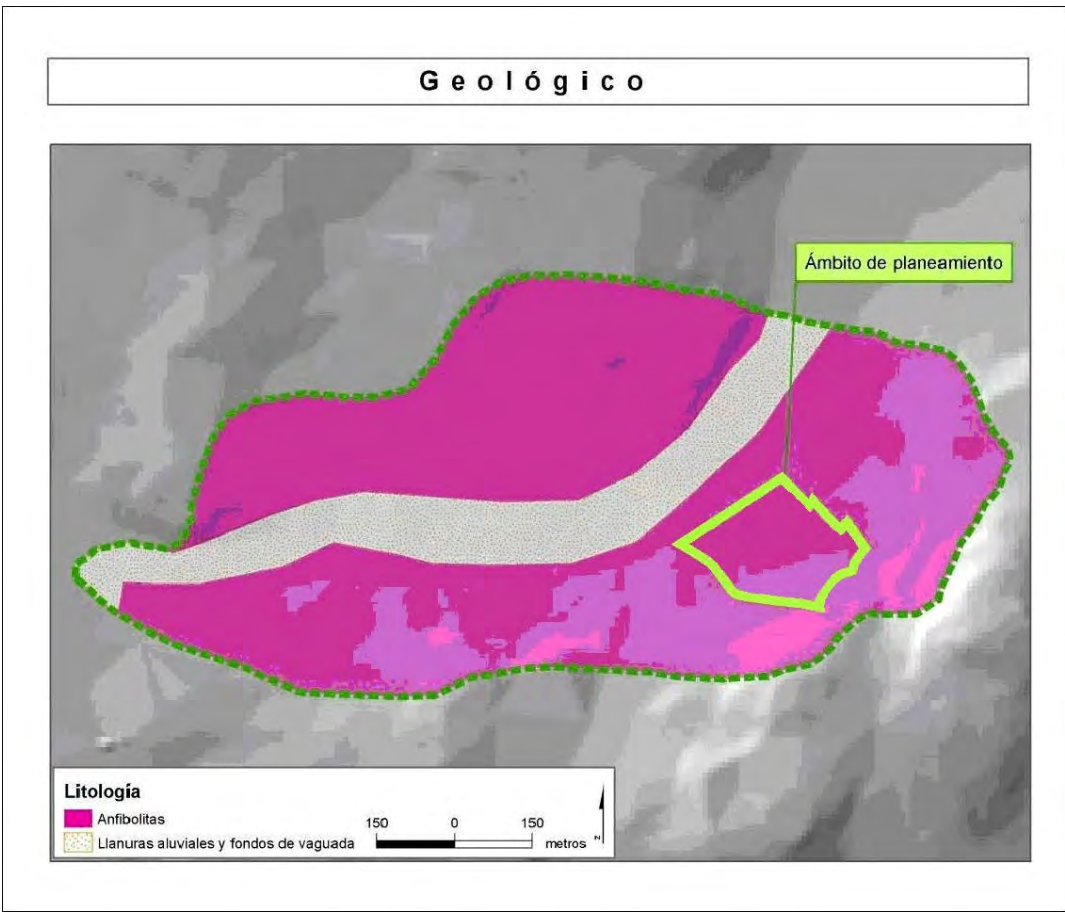 Geológico
Ámbito de planeamiento
Litología
Anfibolitas
Llanuras aluviales y fondos de vaguada
150 0 150
metros
N